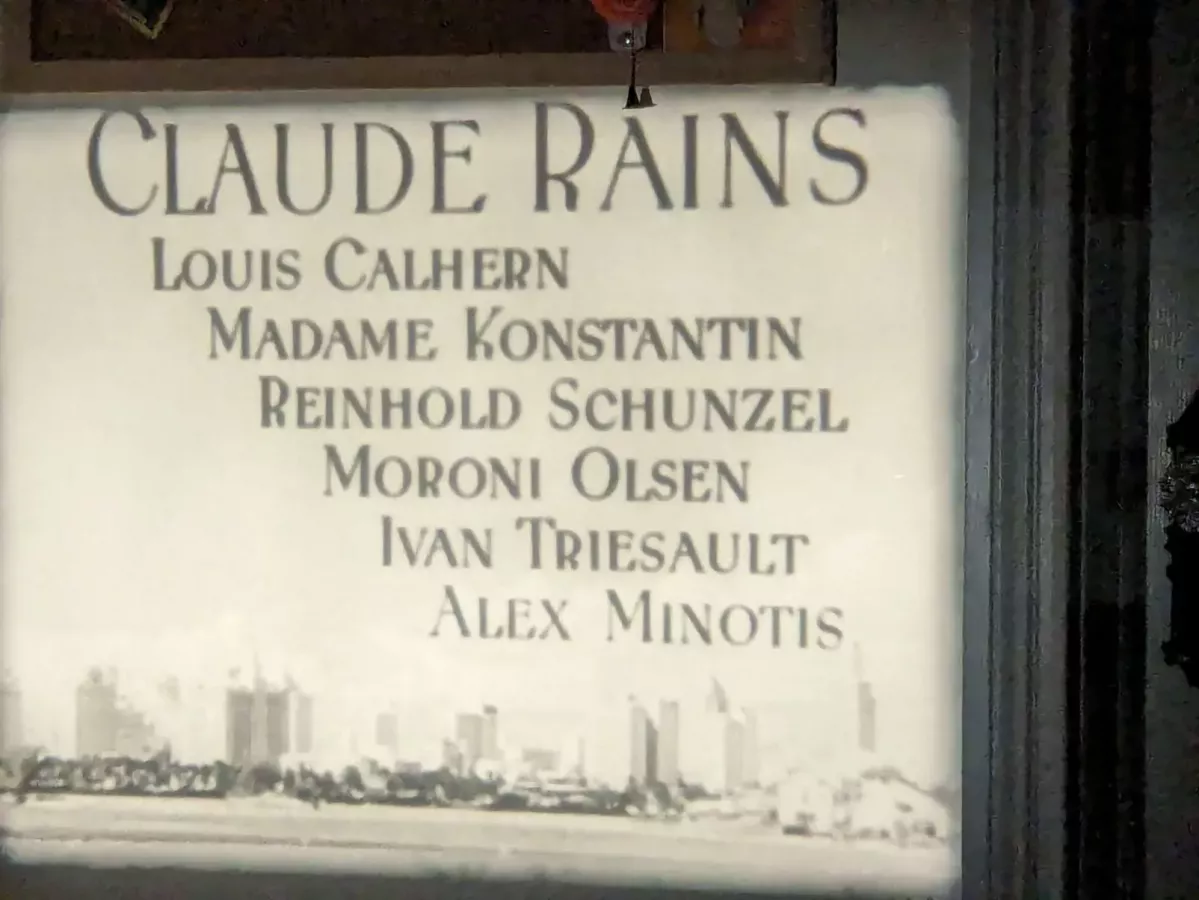 CLAUDE RAINS
LOUIS CALHERN
MADAME KONSTANTIN
REINHOLD SCHUNZEL
MORONI OLSEN
IVAN TRIESAULT
ALEX MINOTIS